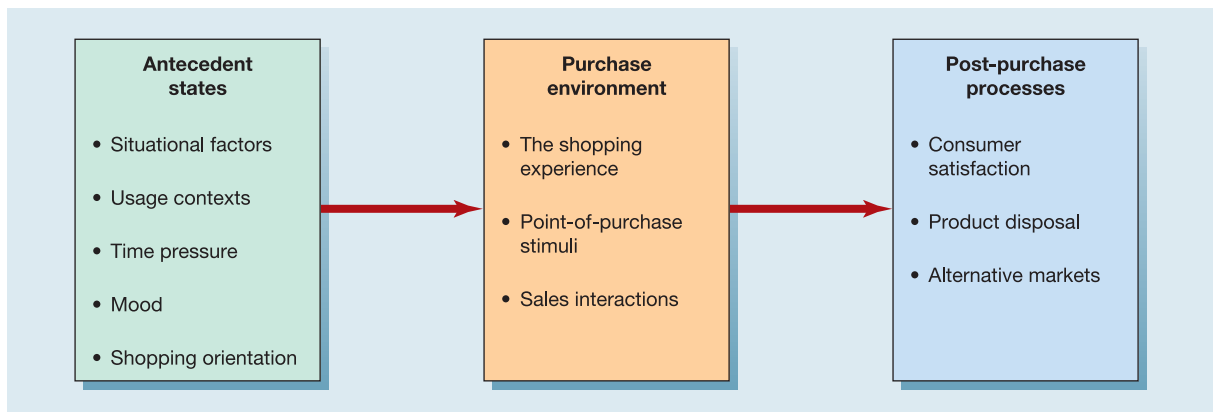 Antecedent
states
• Situational factors
• Usage contexts
• Time pressure
• Mood
• Shopping orientation
Purchase
environment
• The shopping
experience
• Point-of-purchase
stimuli
• Sales interactions
Post-purchase
processes
• Consumer
satisfaction
• Product disposal
• Alternative markets